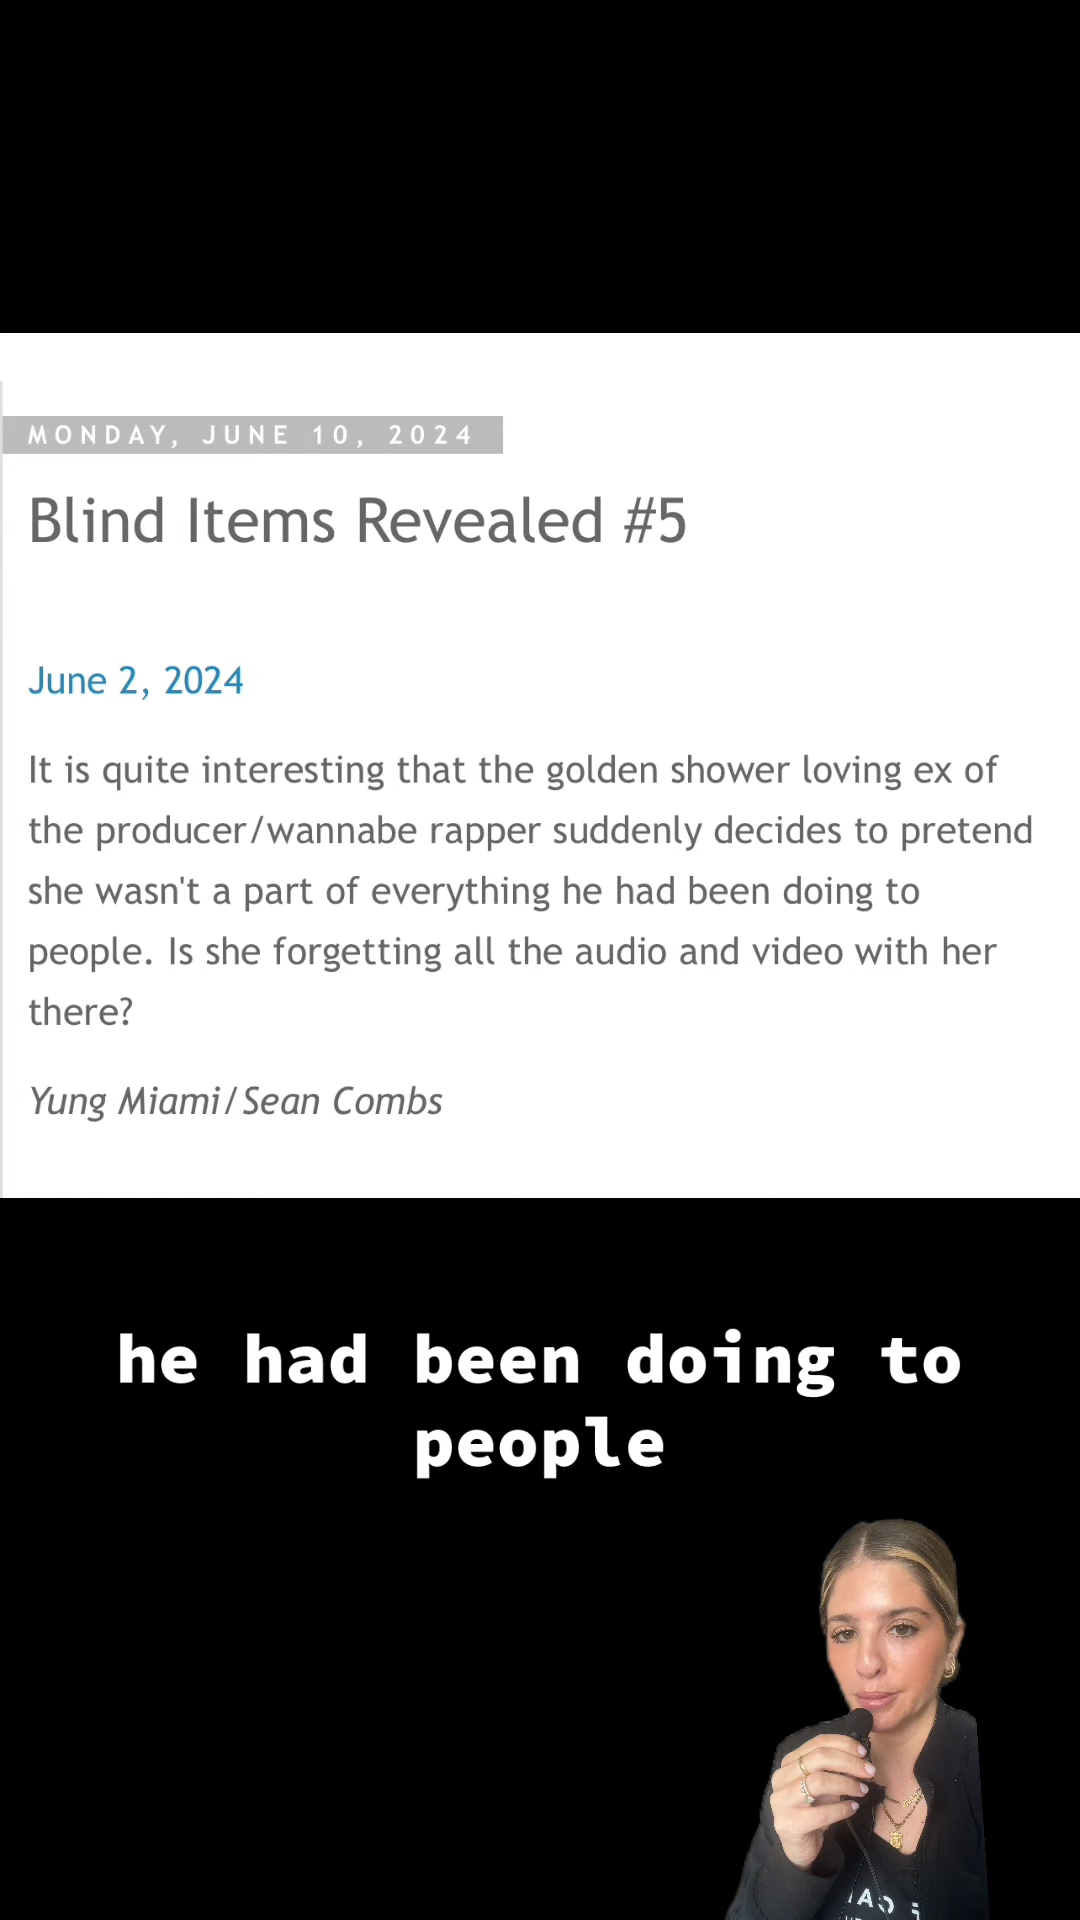 MONDAY, JUNE 10, 2024
Blind Items Revealed #5
June 2, 2024
It is quite interesting that the golden shower loving ex of
the producer/wannabe rapper suddenly decides to pretend
she wasn't a part of everything he had been doing to
people. Is she forgetting all the audio and video with her
there?
Yung Miami/Sean Combs
he had been doing to
people